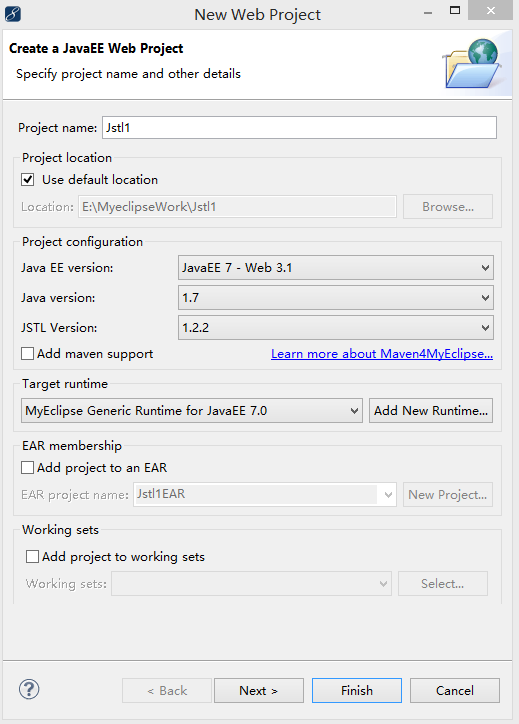 New Web Project
Create a JavaEE Web Project
Specify project name and other details
Project name: Jstl1
Project location
Use default location
Location: E:\MyeclipseWork\Jstl1 Browse...
Project configuration
Java EE version: JavaEE 7 - Web 3.1
Java version: 1.7
JSTL Version: 1.2.2
Add maven support Learn more about Maven4MyEclipse...
Target runtime
MyEclipse Generic Runtime for JavaEE 7.0 Add New Runtime...
EAR membership
Add project to an EAR
EAR project name: Jstl1EAR New Project...
Working sets
Add project to working sets
Working sets: Select...
? < Back Next > Finish Cancel